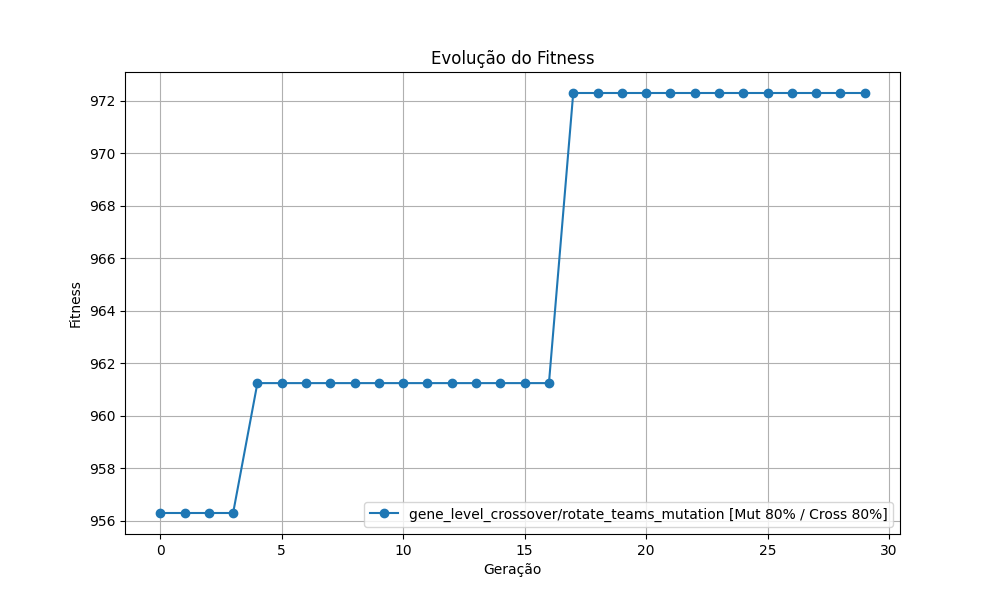 Evolução do Fitness
Fitness
972
970
968
966
964
962
960
958
956
gene_level_crossover/rotate_teams_mutation [Mut 80% / Cross 80%]
0 5 10 15 20 25 30
Geração